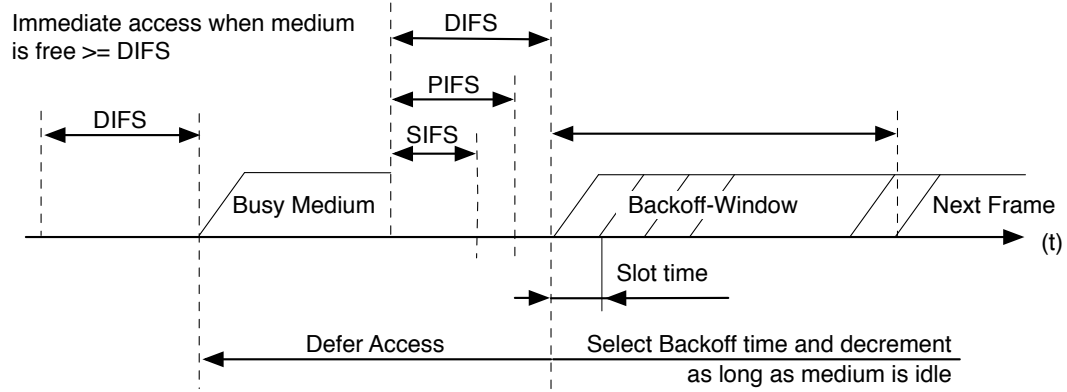 Immediate access when medium
is free >= DIFS
DIFS
DIFS
PIFS
SIFS
Busy Medium
Backoff-Window
Next Frame
(t)
Slot time
Defer Access
Select Backoff time and decrement
as long as medium is idle